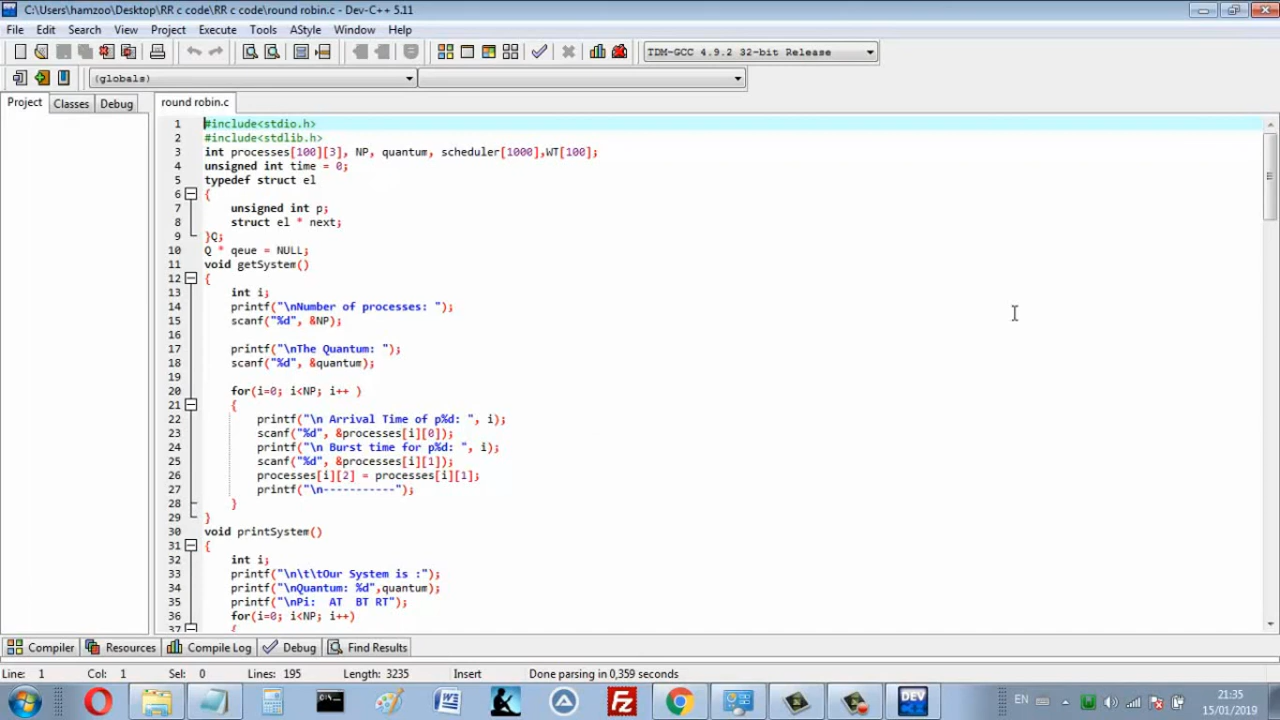 C:\Users\hamzoo\Desktop\RR c code\RR c code\round robin.c - Dev-C++ 5.11
File Edit Search View Project Execute Tools AStyle Window Help
TDM-GCC 4.9.2 32-bit Release
(globals)
Project Classes Debug round robin.c
1 #include<stdio.h>
2 #include<stdlib.h>
3 int processes[100][3], NP, quantum, scheduler[1000],WT[100];
4 unsigned int time = 0;
5 typedef struct el
6 {
7 unsigned int p;
8 struct el * next;
9 }Q;
10 Q * qeue = NULL;
11 void getSystem()
12 {
13 int i;
14 printf("\nNumber of processes: ");
15 scanf("%d", &NP);
16
17 printf("\nThe Quantum: ");
18 scanf("%d", &quantum);
19
20 for(i=0; i<NP; i++ )
21 {
22 printf("\n Arrival Time of p%d: ", i);
23 scanf("%d", &processes[i][0]);
24 printf("\n Burst time for p%d: ", i);
25 scanf("%d", &processes[i][1]);
26 processes[i][2] = processes[i][1];
27 printf("\n-----------");
28 }
29 }
30 void printSystem()
31 {
32 int i;
33 printf("\n\t\tOur System is :");
34 printf("\nQuantum: %d",quantum);
35 printf("\nPi:  AT  BT RT");
36 for(i=0; i<NP; i++)
37 {
Compiler Resources Compile Log Debug Find Results
Line: 1 Col: 1 Sel: 0 Lines: 195 Length: 3235 Insert Done parsing in 0,359 seconds
DEV EN 21:35
15/01/2019